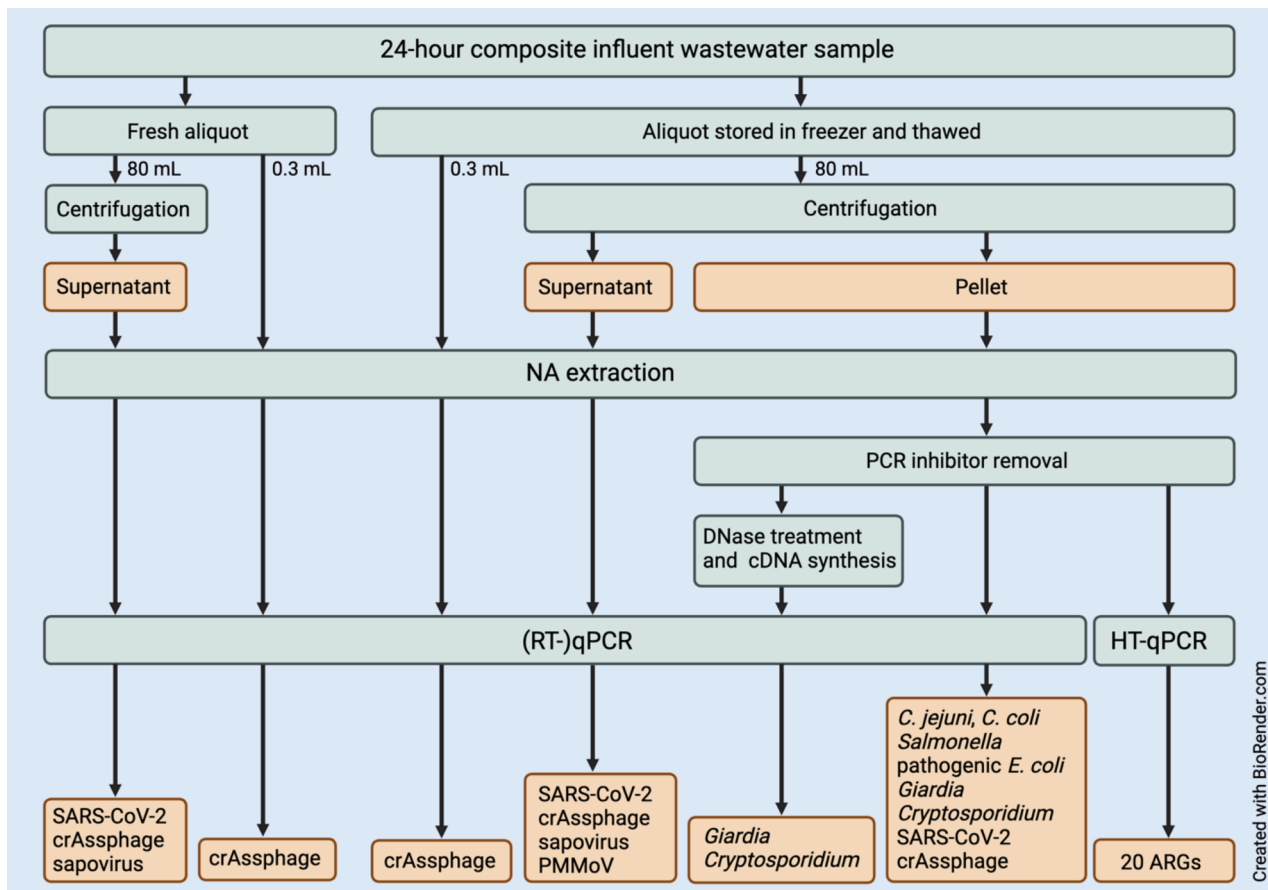 24-hour composite influent wastewater sample
Fresh aliquot
Aliquot stored in freezer and thawed
80 mL
0.3 mL
0.3 mL
80 mL
Centrifugation
Centrifugation
Supernatant
Supernatant
Pellet
NA extraction
PCR inhibitor removal
DNase treatment
and cDNA synthesis
(RT-)qPCR
HT-qPCR
SARS-CoV-2
crAssphage
sapovirus
crAssphage
crAssphage
SARS-CoV-2
crAssphage
sapovirus
PMMoV
Giardia
Cryptosporidium
C. jejuni, C. coli
Salmonella
pathogenic E. coli
Giardia
Cryptosporidium
SARS-CoV-2
crAssphage
20 ARGs
Created with BioRender.com